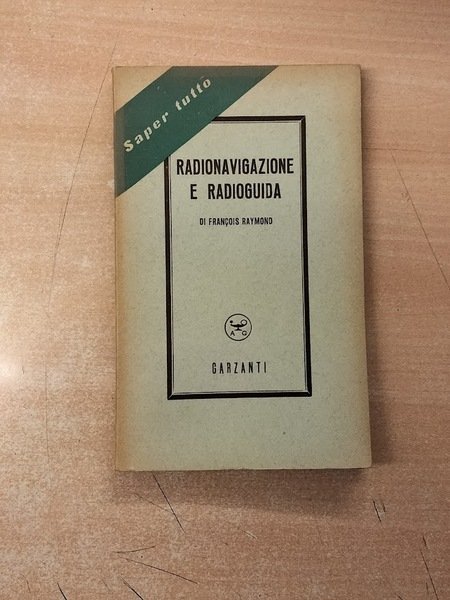 Saper tutto
RADIONAVIGAZIONE
E RADIOGUIDA
DI FRANÇOIS RAYMOND
A G
GARZANTI